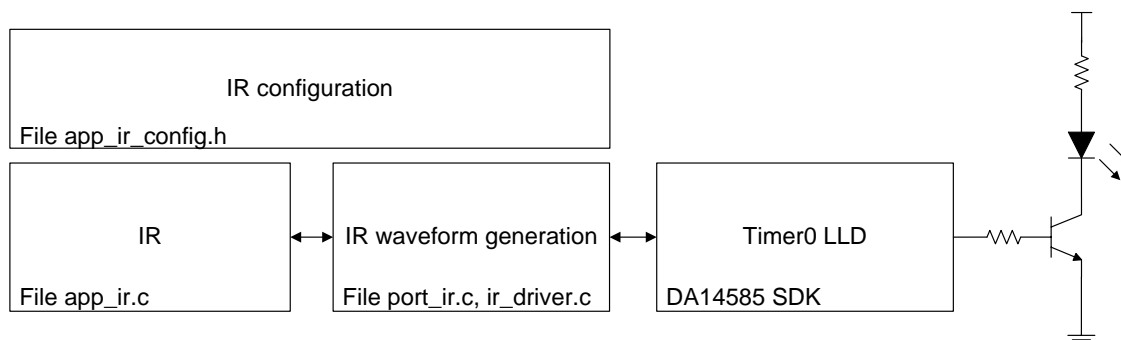 IR configuration
File app_ir_config.h
IR
File app_ir.c
IR waveform generation
File port_ir.c, ir_driver.c
Timer0 LLD
DA14585 SDK